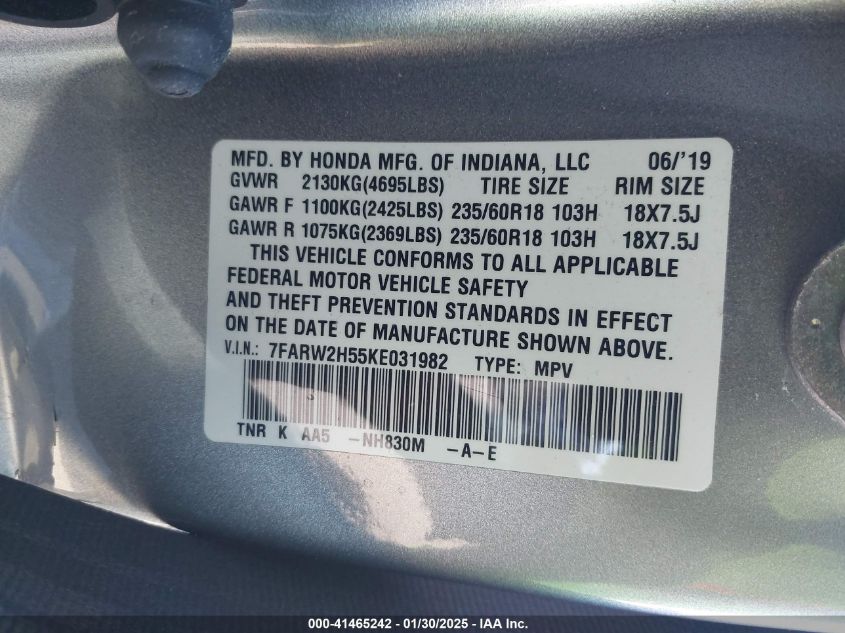 MFD. BY HONDA MFG. OF INDIANA, LLC 06/'19
GVWR 2130KG(4695LBS) TIRE SIZE RIM SIZE
GAWR F 1100KG(2425LBS) 235/60R18 103H 18X7.5J
GAWR R 1075KG(2369LBS) 235/60R18 103H 18X7.5J
THIS VEHICLE CONFORMS TO ALL APPLICABLE
FEDERAL MOTOR VEHICLE SAFETY
AND THEFT PREVENTION STANDARDS IN EFFECT
ON THE DATE OF MANUFACTURE SHOWN ABOVE.
V.I.N.: 7FARW2H55KE031982 TYPE: MPV
TNR K AA5 -NH830M -A-E
000-41465242 - 01/30/2025 - IAA Inc.